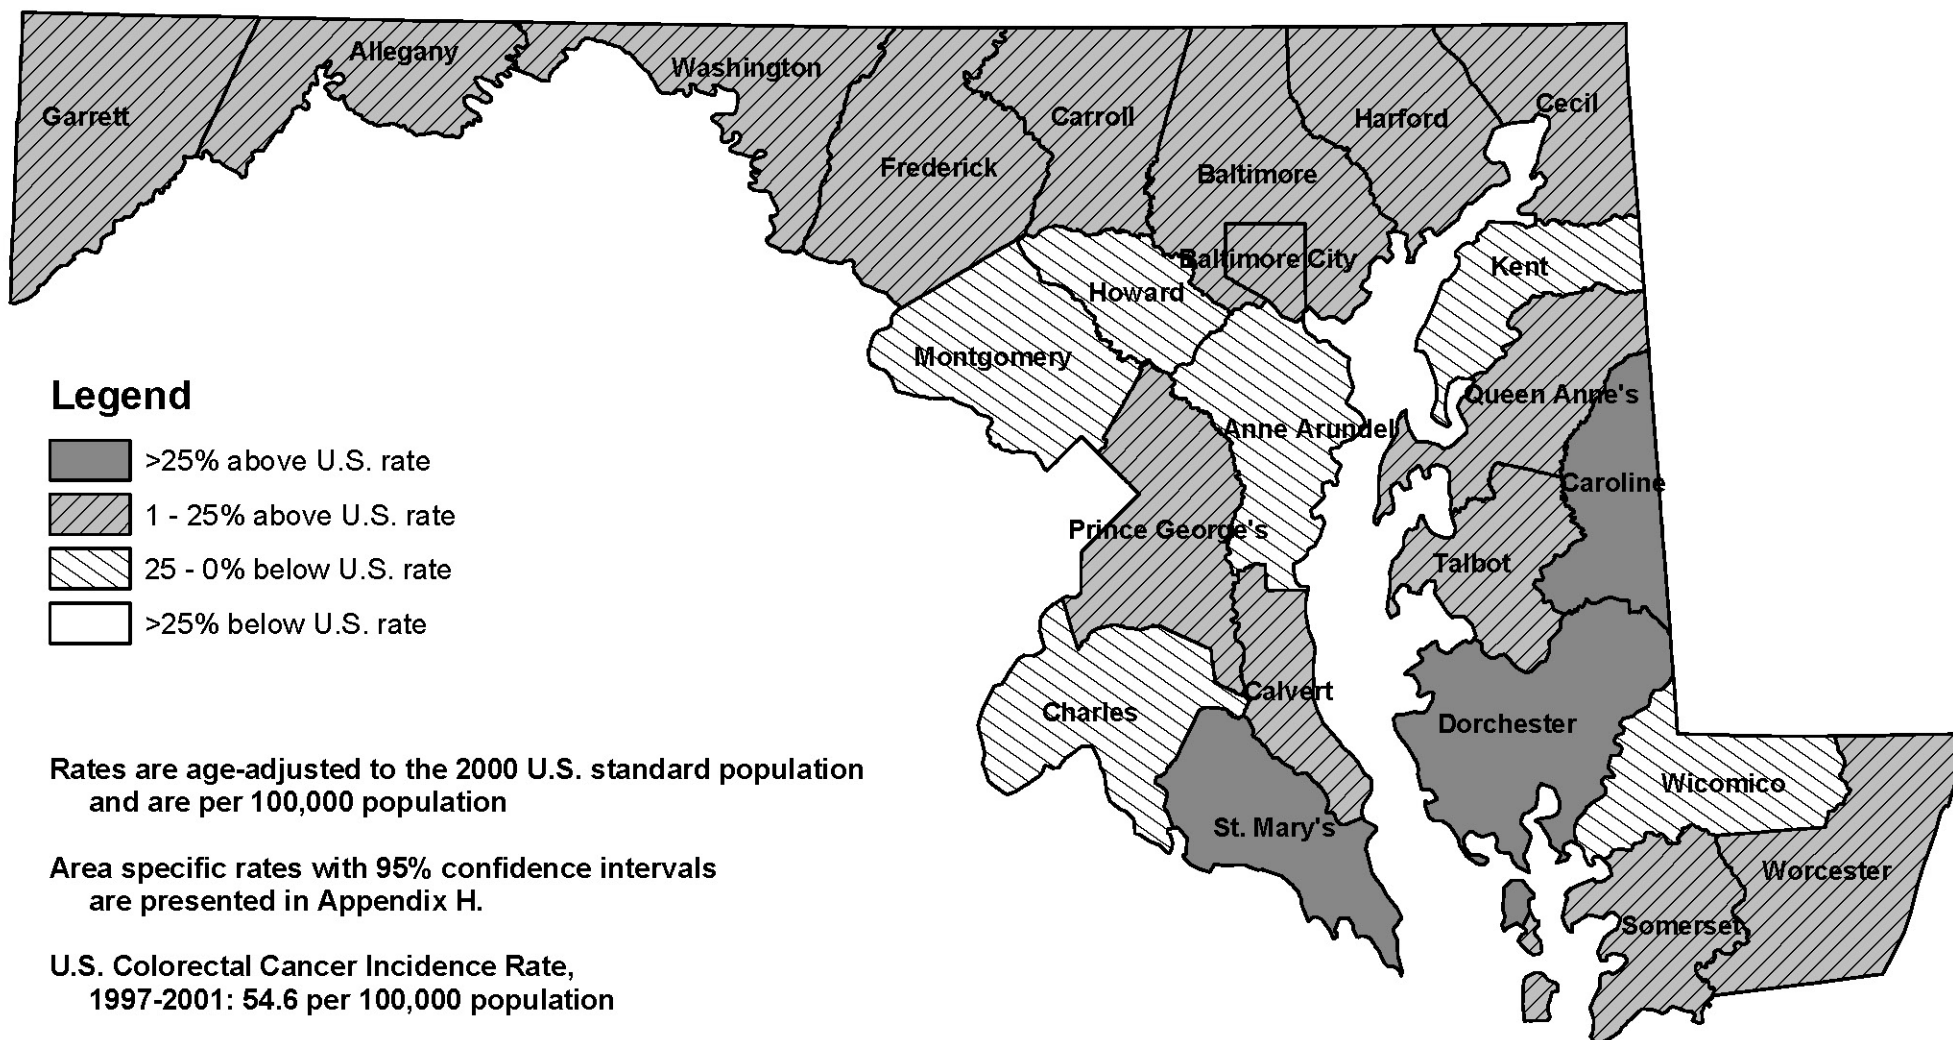 Allegany
Washington
Garrett
Cecil
Carroll
Harford
Frederick
Baltimore
Baltimore City
Kent
Howard
Montgomery
Queen Anne's
Anne Arundel
Caroline
Prince George's
Talbot
Calvert
Charles
Dorchester
Wicomico
St. Mary's
Worcester
Somerset
Legend
>25% above U.S. rate
1 - 25% above U.S. rate
25 - 0% below U.S. rate
>25% below U.S. rate
Rates are age-adjusted to the 2000 U.S. standard population
and are per 100,000 population
Area specific rates with 95% confidence intervals
are presented in Appendix H.
U.S. Colorectal Cancer Incidence Rate,
1997-2001: 54.6 per 100,000 population